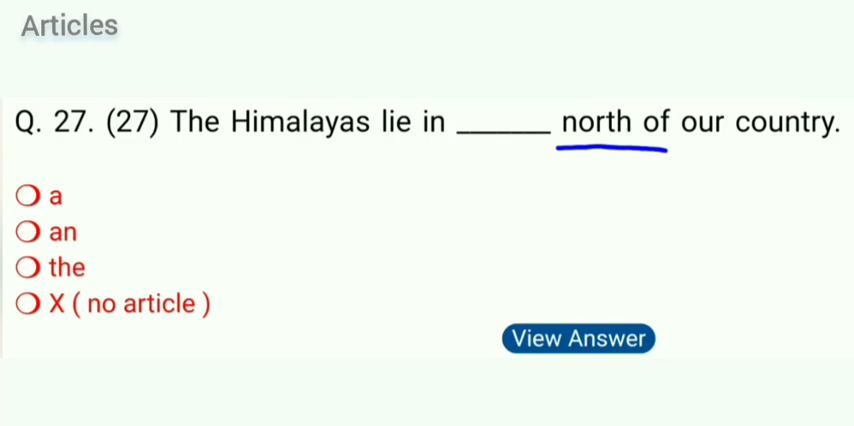 Articles
Q. 27. (27) The Himalayas lie in ______ north of our country.
a
an
the
X ( no article )
View Answer